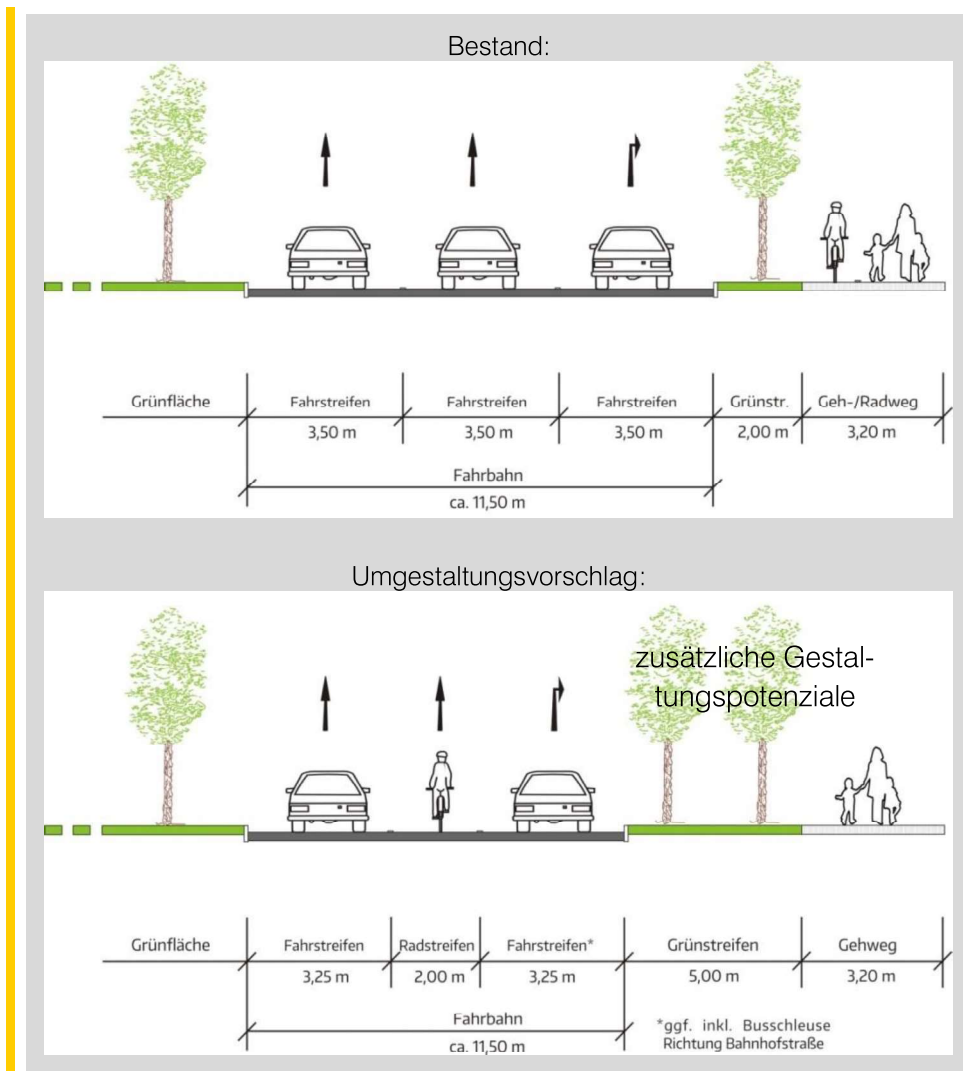 Bestand:
Grünfläche Fahrstreifen Fahrstreifen Fahrstreifen Grünstr. Geh-/Radweg
3,50 m 3,50 m 3,50 m 2,00 m 3,20 m
Fahrbahn
ca. 11,50 m
Umgestaltungsvorschlag:
zusätzliche Gestal-
tungspotenziale
Grünfläche Fahrstreifen Radstreifen Fahrstreifen* Grünstreifen Gehweg
3,25 m 2,00 m 3,25 m 5,00 m 3,20 m
Fahrbahn
ca. 11,50 m
*ggf. inkl. Busschleuse
Richtung Bahnhofstraße